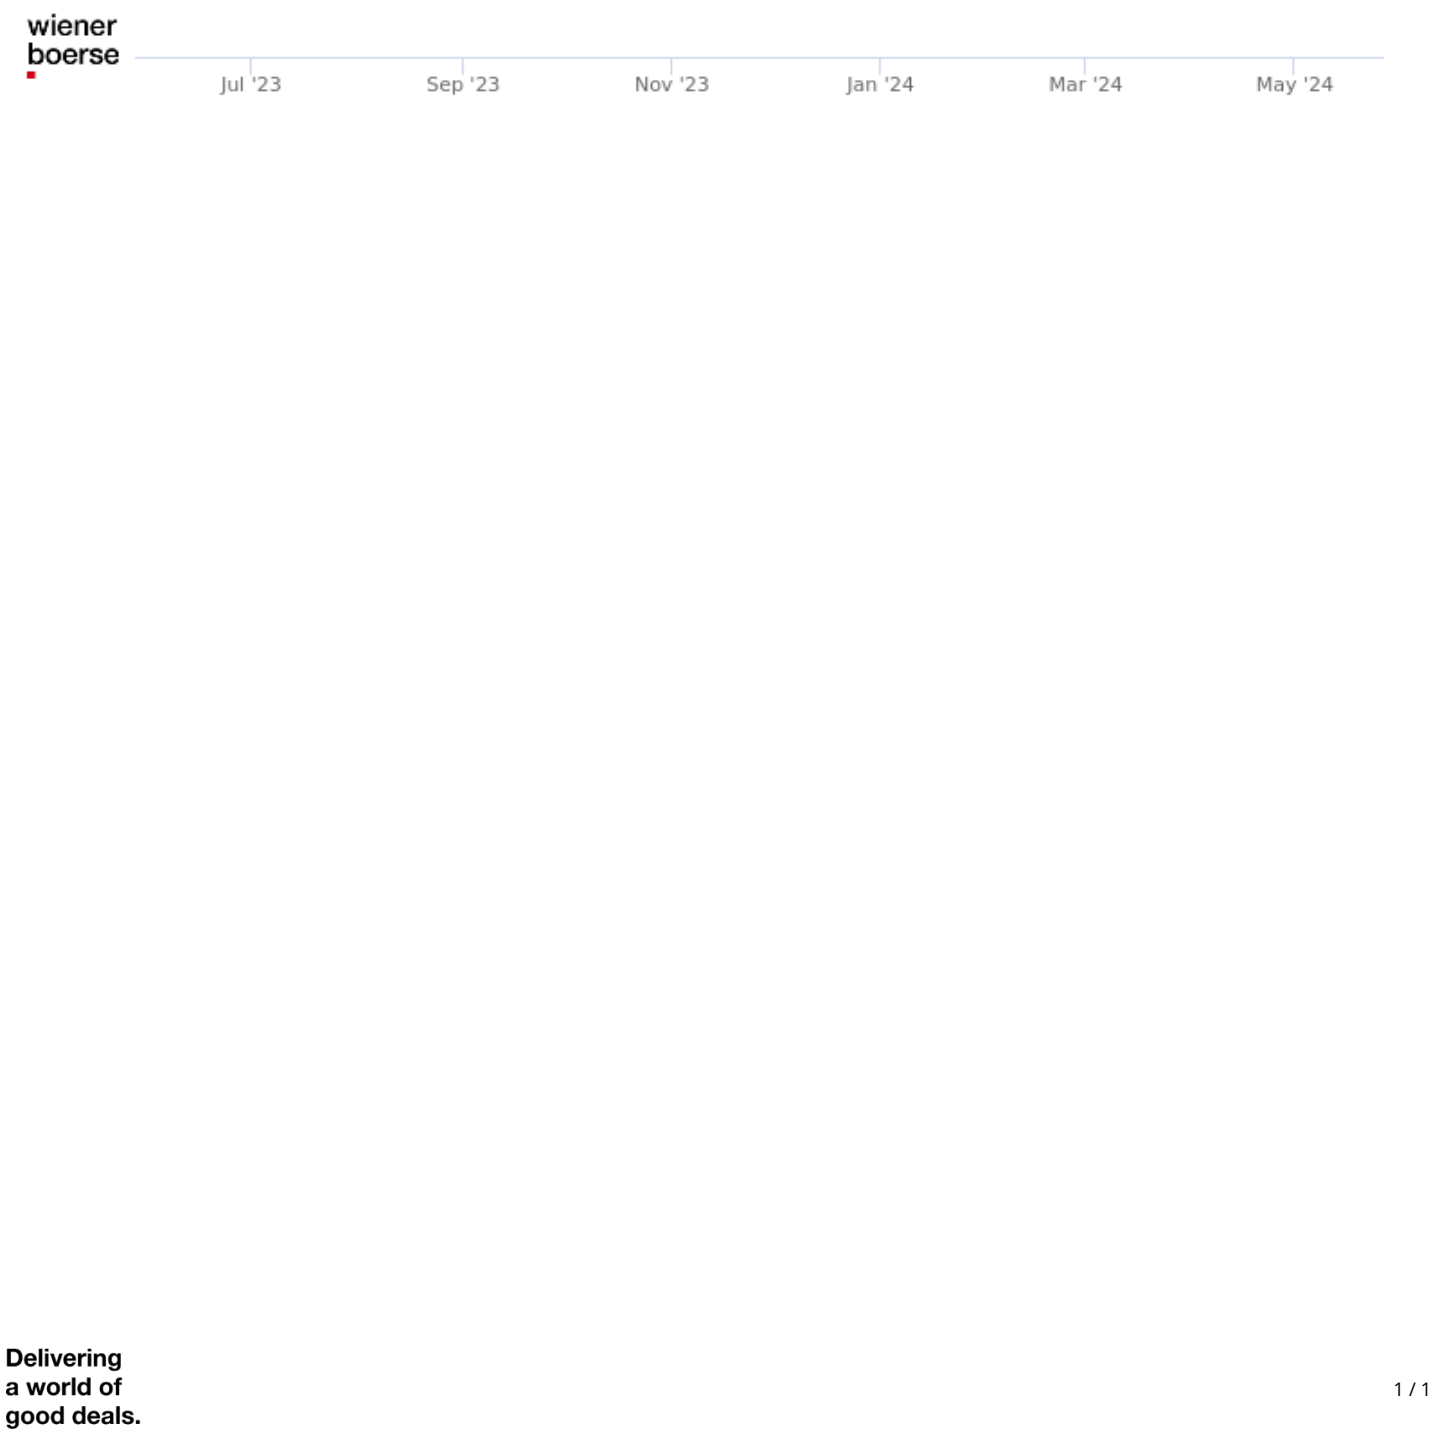 wiener
boerse
Jul '23 Sep '23 Nov '23 Jan '24 Mar '24 May '24
Delivering
a world of
good deals.
1 / 1